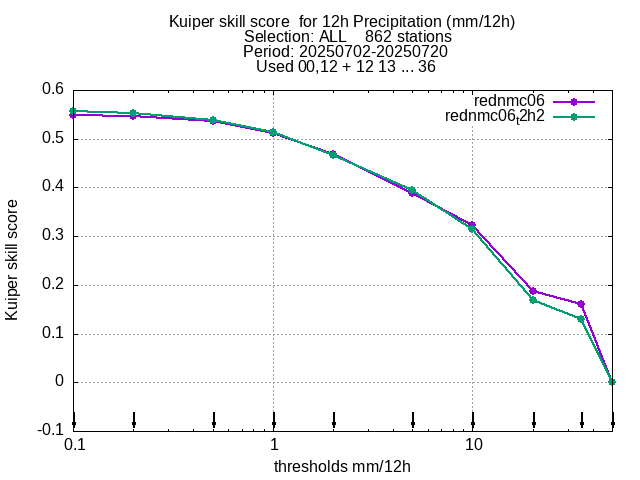 Kuiper skill score  for 12h Precipitation (mm/12h)
Selection: ALL    862 stations
Period: 20250702-20250720
Used 00,12 + 12 13 ... 36
rednmc06
rednmc06t2h2
Kuiper skill score
0.6
0.5
0.4
0.3
0.2
0.1
0
-0.1
0.1
1
10
thresholds mm/12h